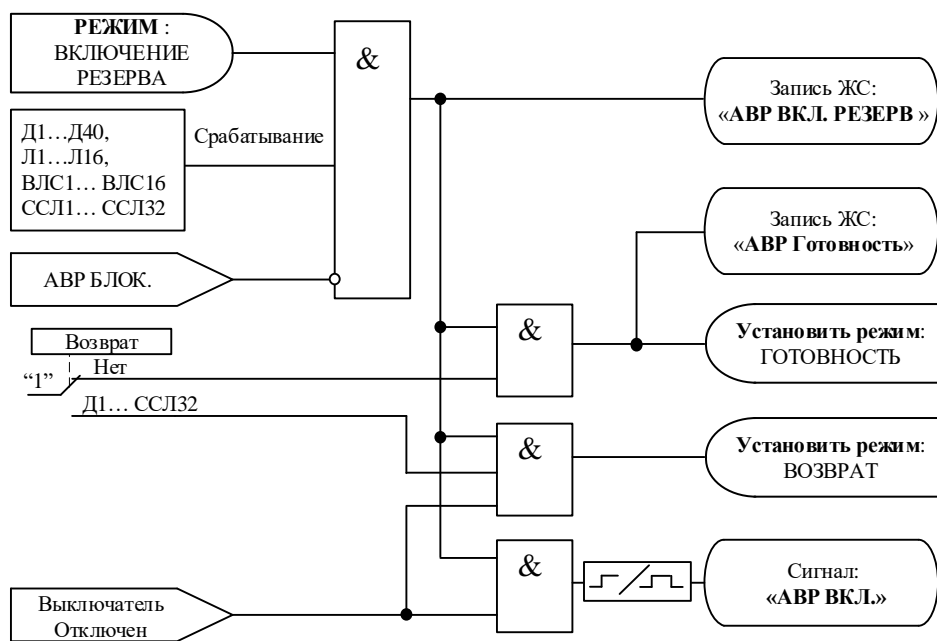 РЕЖИМ :
ВКЛЮЧЕНИЕ
РЕЗЕРВА
&
Запись ЖС:
«АВР ВКЛ. РЕЗЕРВ »
Д1…Д40,
Л1…Л16,
ВЛС1… ВЛС16
ССЛ1… ССЛ32
Срабатывание
Запись ЖС:
«АВР Готовность»
АВР БЛОК.
&
Установить режим:
ГОТОВНОСТЬ
Возврат
Нет
“1”
Д1… ССЛ32
&
Установить режим:
ВОЗВРАТ
&
Сигнал:
«АВР ВКЛ.»
Выключатель
Отключен